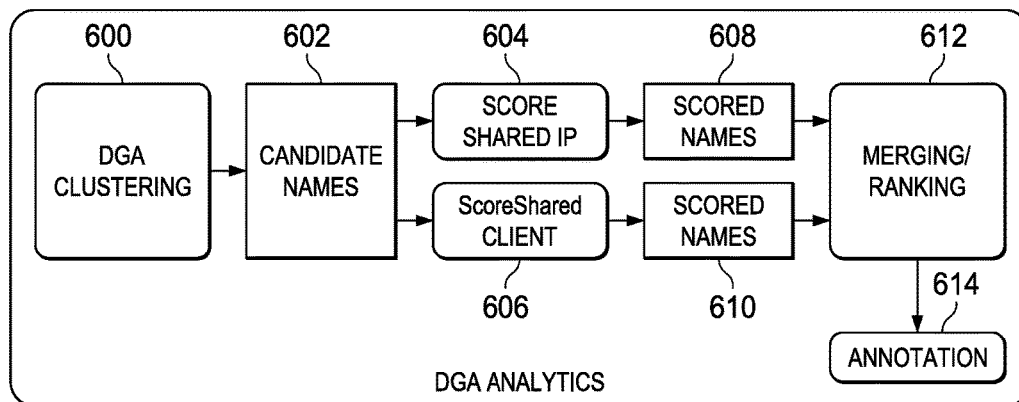 600
602
604
608
612
DGA
CLUSTERING
CANDIDATE
NAMES
SCORE
SHARED IP
SCORED
NAMES
MERGING/
RANKING
ScoreShared
CLIENT
SCORED
NAMES
606
610
614
ANNOTATION
DGA ANALYTICS